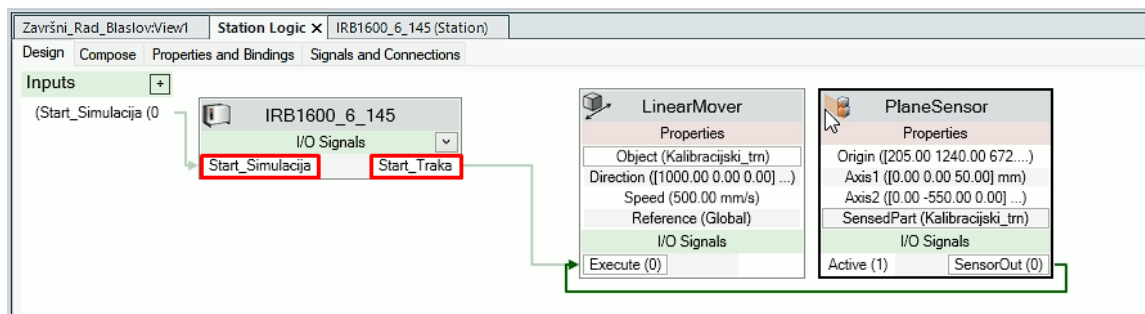 Završni_Rad_Blaslov:View1 Station Logic X IRB1600_6_145 (Station)
Design Compose Properties and Bindings Signals and Connections
Inputs +
(Start_Simulacija (0
IRB1600_6_145
I/O Signals
Start_Simulacija Start_Traka
LinearMover
Properties
Object (Kalibracijski_trn)
Direction ([1000.00 0.00 0.00] ...)
Speed (500.00 mm/s)
Reference (Global)
I/O Signals
Execute (0)
PlaneSensor
Properties
Origin ([205.00 1240.00 672....)
Axis1 ([0.00 0.00 50.00] mm)
Axis2 ([0.00 -550.00 0.00] ...)
SensedPart (Kalibracijski_trn)
I/O Signals
Active (1) SensorOut (0)